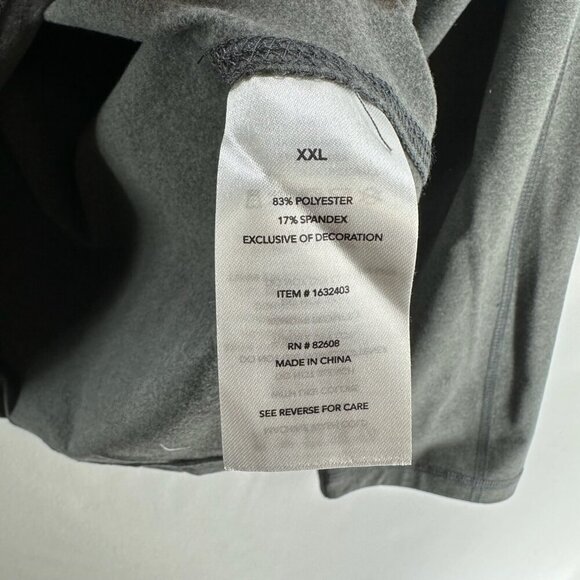 XXL
83% POLYESTER
17% SPANDEX
EXCLUSIVE OF DECORATION
ITEM # 1632403
RN # 82608
MADE IN CHINA
SEE REVERSE FOR CARE